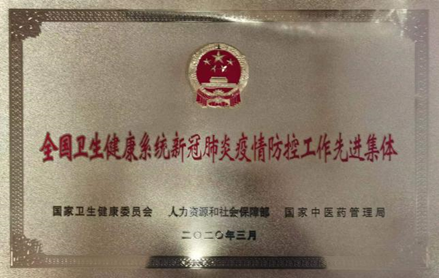 全国卫生健康系统新冠肺炎疫情防控工作先进集体
国家卫生健康委员会 人力资源和社会保障部 国家中医药管理局
二〇二〇年三月